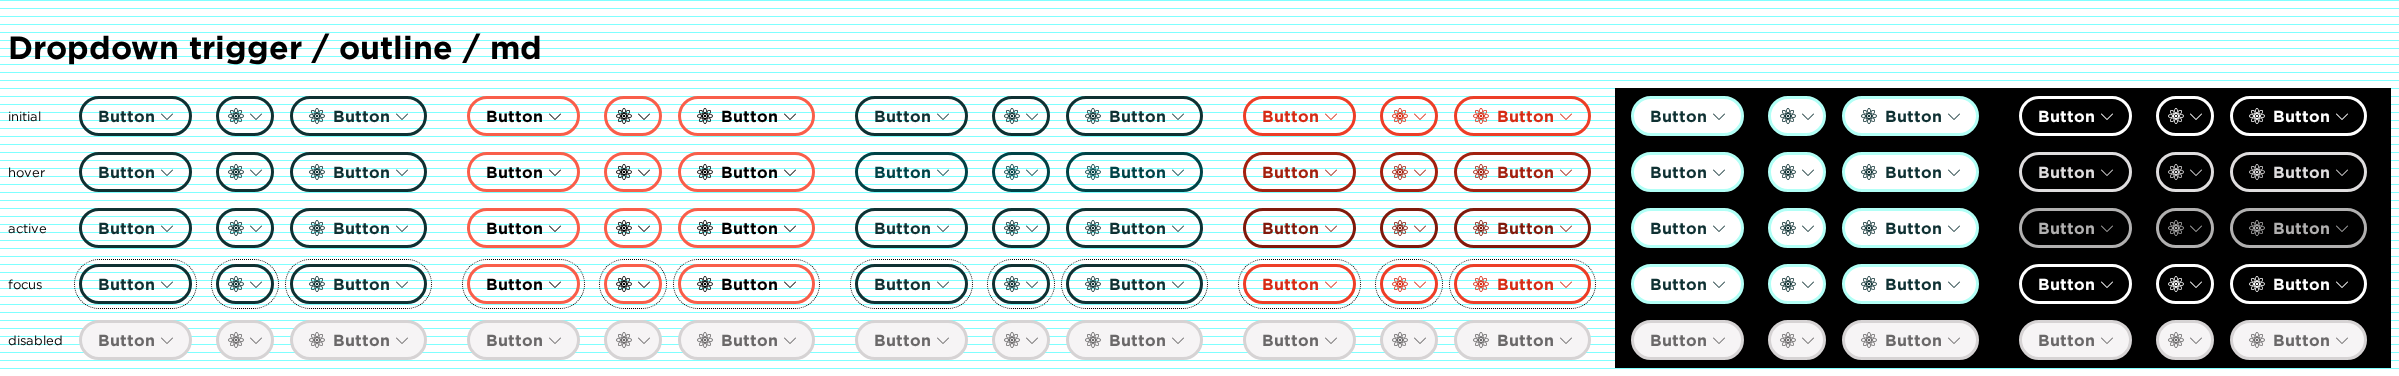 Dropdown trigger / outline / md
initial Button Button Button Button Button Button Button Button Button Button Button Button
hover Button Button Button Button Button Button Button Button Button Button Button Button
active Button Button Button Button Button Button Button Button Button Button Button Button
focus Button Button Button Button Button Button Button Button Button Button Button Button
disabled Button Button Button Button Button Button Button Button Button Button Button Button